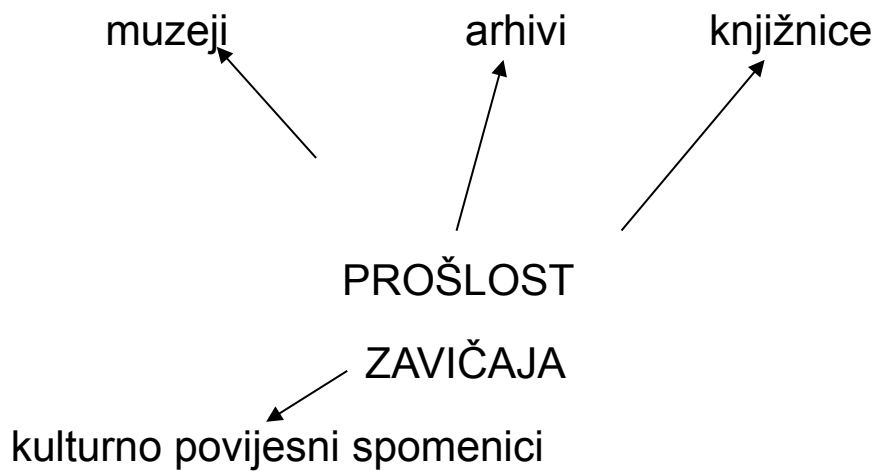 muzeji arhivi knjižnice
PROŠLOST
ZAVIČAJA
kulturno povijesni spomenici